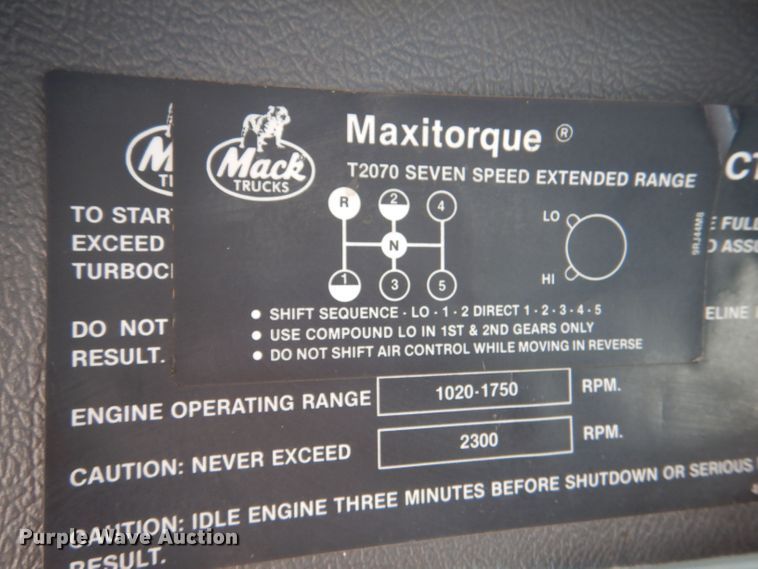 Mack
TRUCKS
Maxitorque ®
T2070 SEVEN SPEED EXTENDED RANGE
R 2 4
N
1 3 5
LO
HI
9RJ44M8
• SHIFT SEQUENCE - LO - 1 - 2 DIRECT 1 - 2 - 3 - 4 - 5
• USE COMPOUND LO IN 1ST & 2ND GEARS ONLY
• DO NOT SHIFT AIR CONTROL WHILE MOVING IN REVERSE
TO START
EXCEED
DO NOT
RESULT.
ENGINE OPERATING RANGE 1020-1750 RPM.
CAUTION: NEVER EXCEED 2300 RPM.
CAUTION: IDLE ENGINE THREE MINUTES BEFORE SHUTDOWN OR SERIOUS
RESULT.
Purple Wave Auction